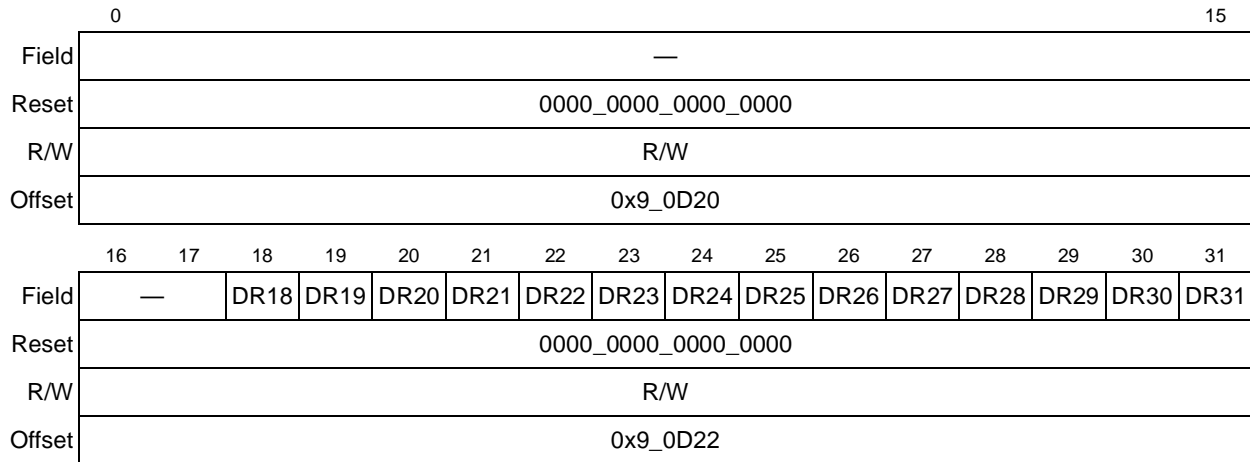 0 15
Field —
Reset 0000_0000_0000_0000
R/W R/W
Offset 0x9_0D20
16 17 18 19 20 21 22 23 24 25 26 27 28 29 30 31
Field — DR18 DR19 DR20 DR21 DR22 DR23 DR24 DR25 DR26 DR27 DR28 DR29 DR30 DR31
Reset 0000_0000_0000_0000
R/W R/W
Offset 0x9_0D22